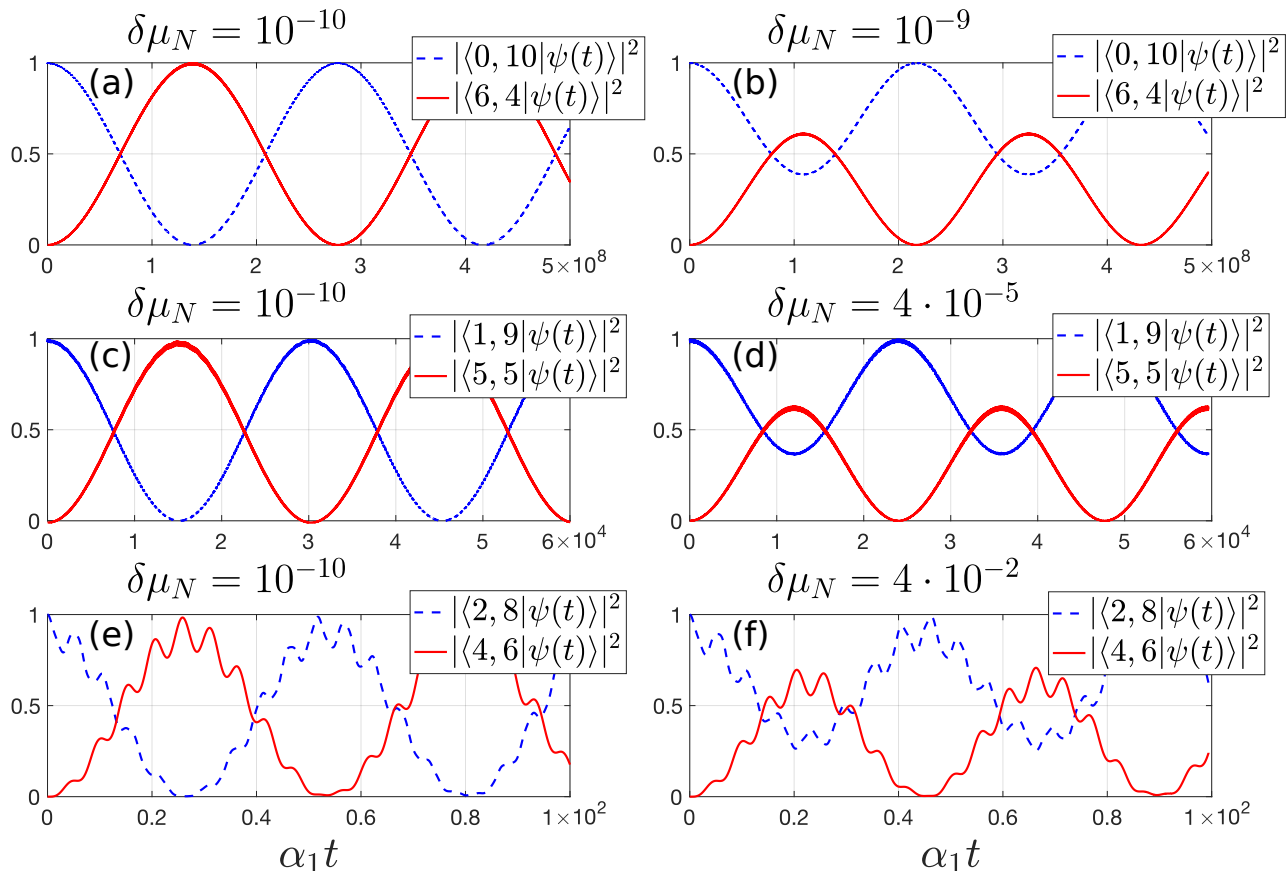 δμ_N = 10^{-10}
(a)
|⟨0, 10|ψ(t)⟩|^2
|⟨6, 4|ψ(t)⟩|^2
1
0.5
0
0 1 2 3 4 5×10^8
δμ_N = 10^{-9}
(b)
|⟨0, 10|ψ(t)⟩|^2
|⟨6, 4|ψ(t)⟩|^2
1
0.5
0
0 1 2 3 4 5×10^8
δμ_N = 10^{-10}
(c)
|⟨1, 9|ψ(t)⟩|^2
|⟨5, 5|ψ(t)⟩|^2
1
0.5
0
0 1 2 3 4 5 6×10^4
δμ_N = 4 · 10^{-5}
(d)
|⟨1, 9|ψ(t)⟩|^2
|⟨5, 5|ψ(t)⟩|^2
1
0.5
0
0 1 2 3 4 5 6×10^4
δμ_N = 10^{-10}
(e)
|⟨2, 8|ψ(t)⟩|^2
|⟨4, 6|ψ(t)⟩|^2
1
0.5
0
0 0.2 0.4 0.6 0.8 1×10^2
α_1t
δμ_N = 4 · 10^{-2}
(f)
|⟨2, 8|ψ(t)⟩|^2
|⟨4, 6|ψ(t)⟩|^2
1
0.5
0
0 0.2 0.4 0.6 0.8 1×10^2
α_1t